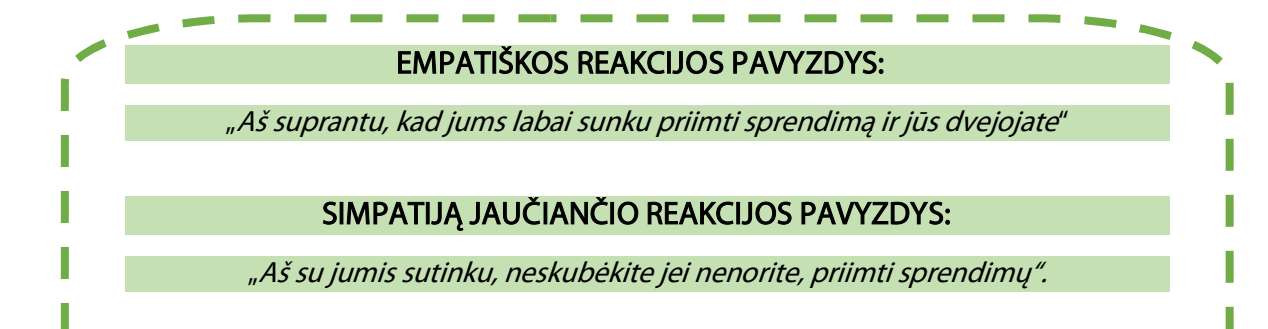 EMPATIŠKOS REAKCIJOS PAVYZDYS:
„Aš suprantu, kad jums labai sunku priimti sprendimą ir jūs dvejojate“
SIMPATIJĄ JAUČIANČIO REAKCIJOS PAVYZDYS:
„Aš su jumis sutinku, neskubėkite jei nenorite, priimti sprendimų“.